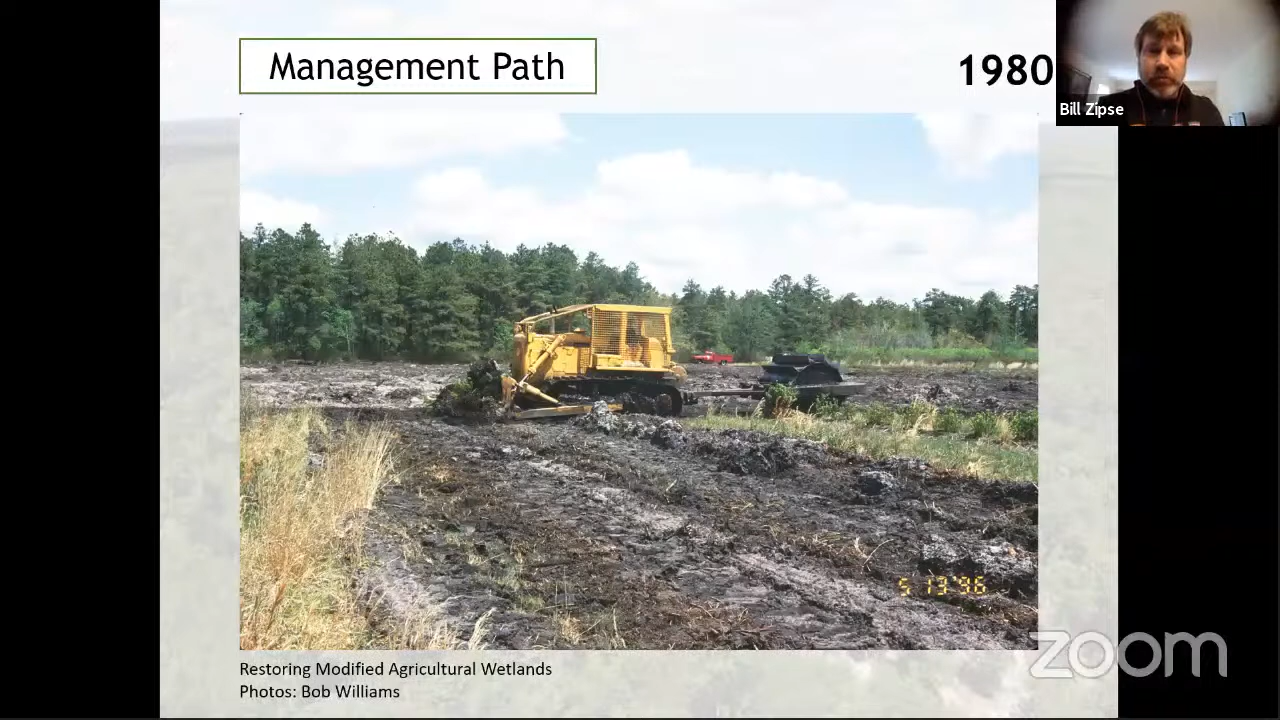 Management Path
1980
Bill Zipse
5 13 '96
Restoring Modified Agricultural Wetlands
Photos: Bob Williams
zoom